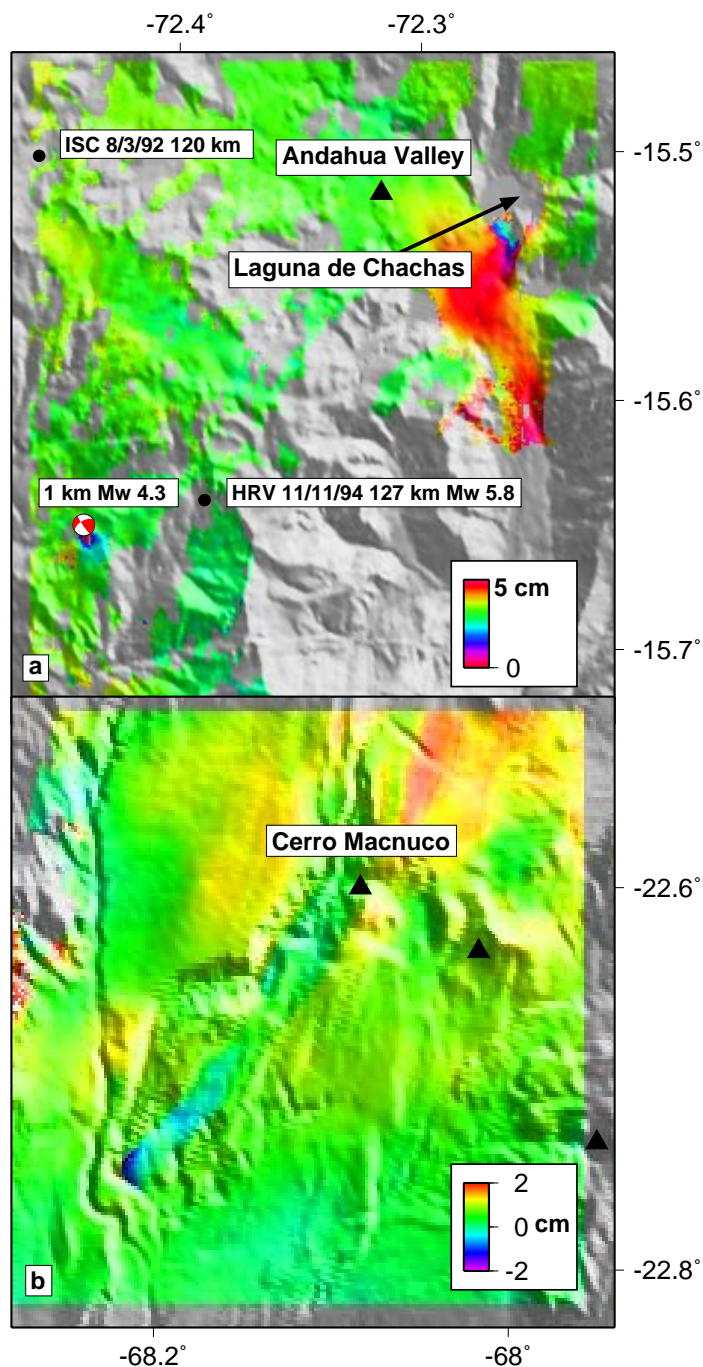 -72.4˚ -72.3˚
ISC 8/3/92 120 km
Andahua Valley
-15.5˚
Laguna de Chachas
-15.6˚
1 km Mw 4.3
HRV 11/11/94 127 km Mw 5.8
5 cm
0
-15.7˚
a
Cerro Macnuco
-22.6˚
2
0 cm
-2
b
-22.8˚
-68.2˚ -68˚